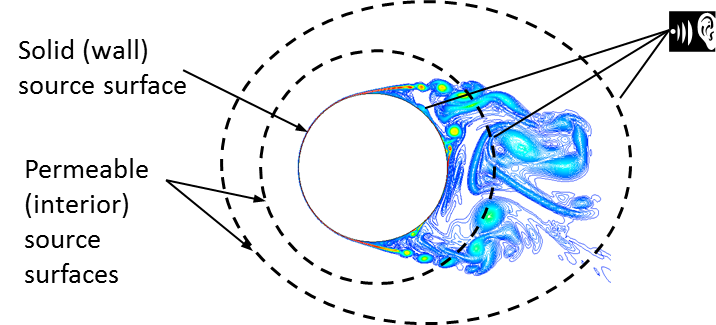 Solid (wall)
source surface
Permeable
(interior)
source
surfaces